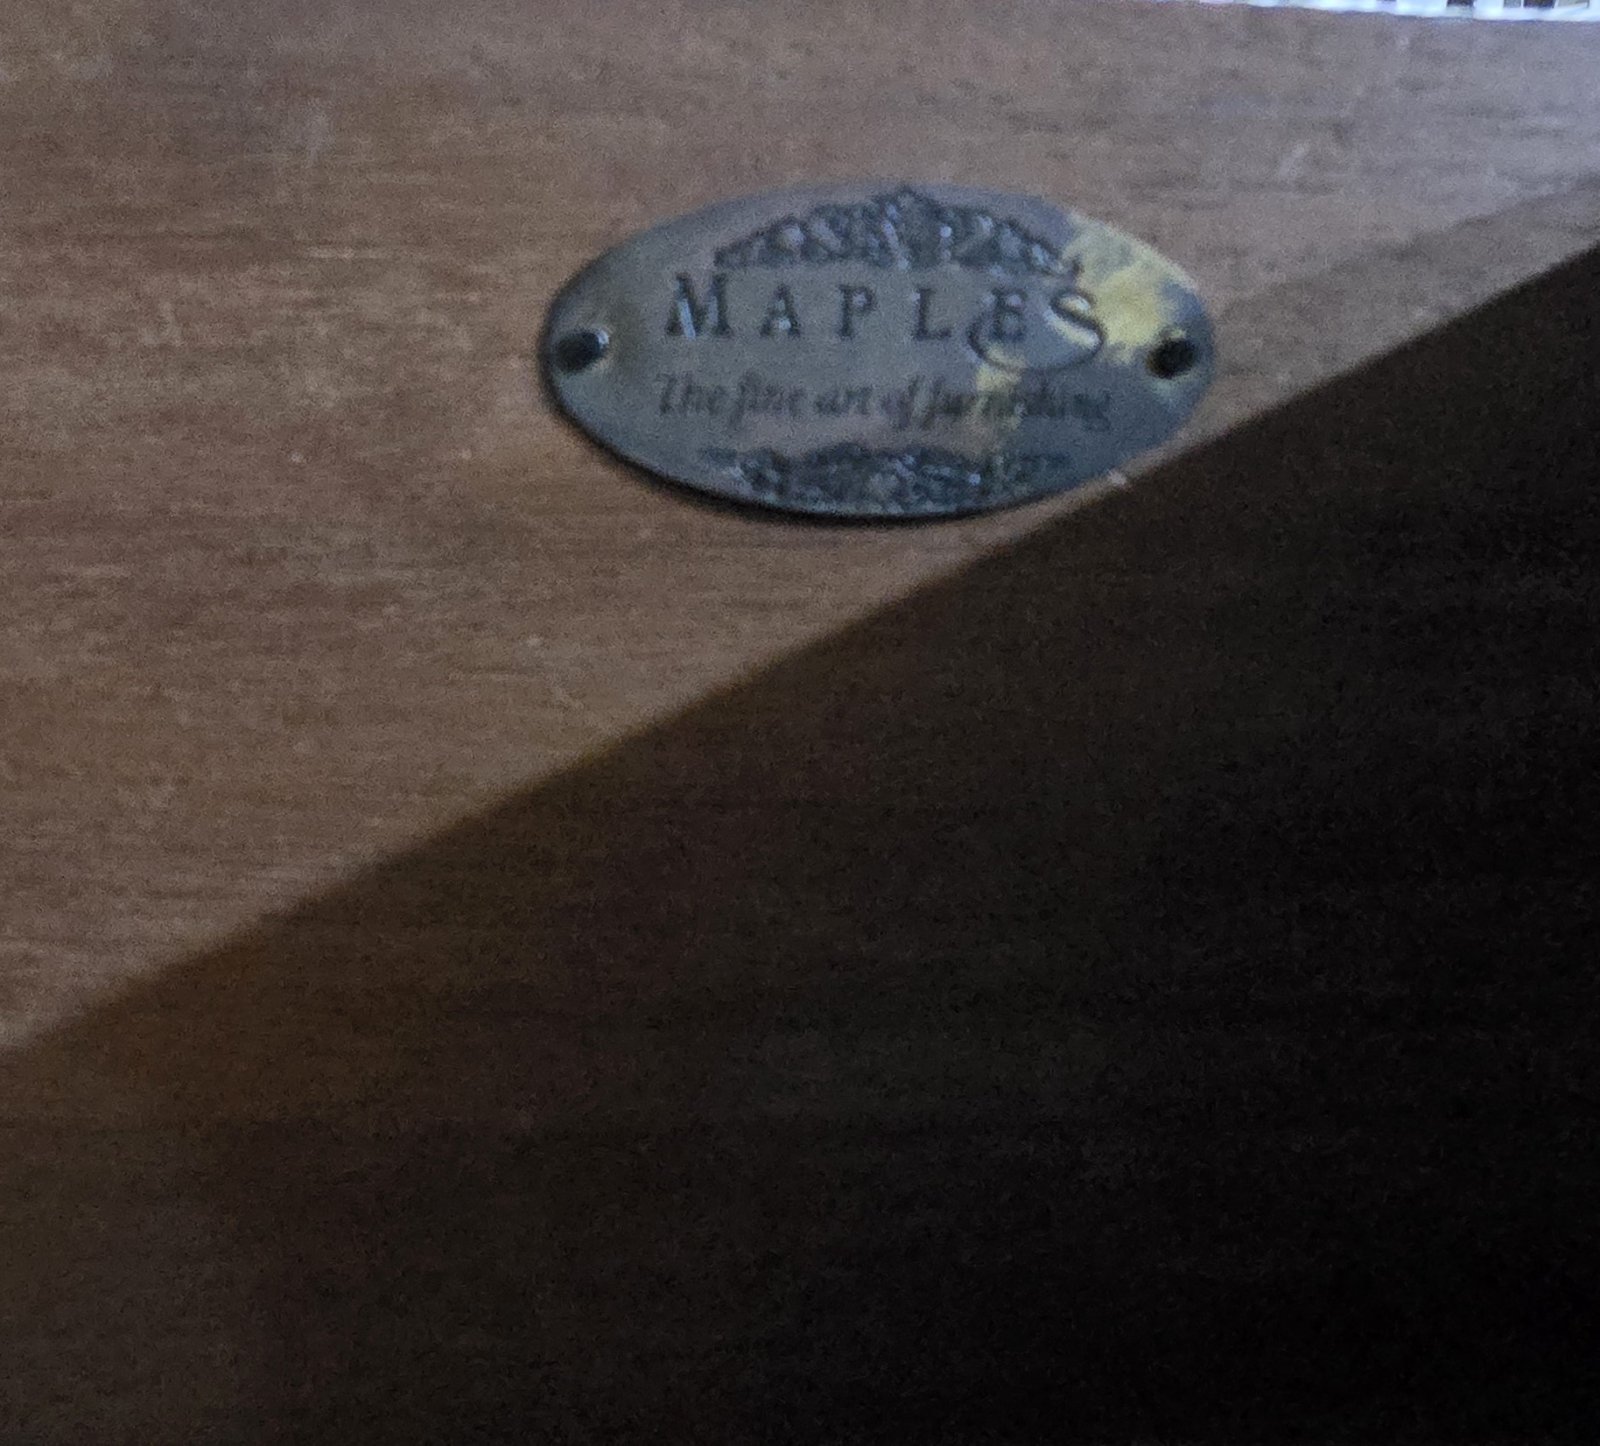 MAPLES
The fine art of furnishing